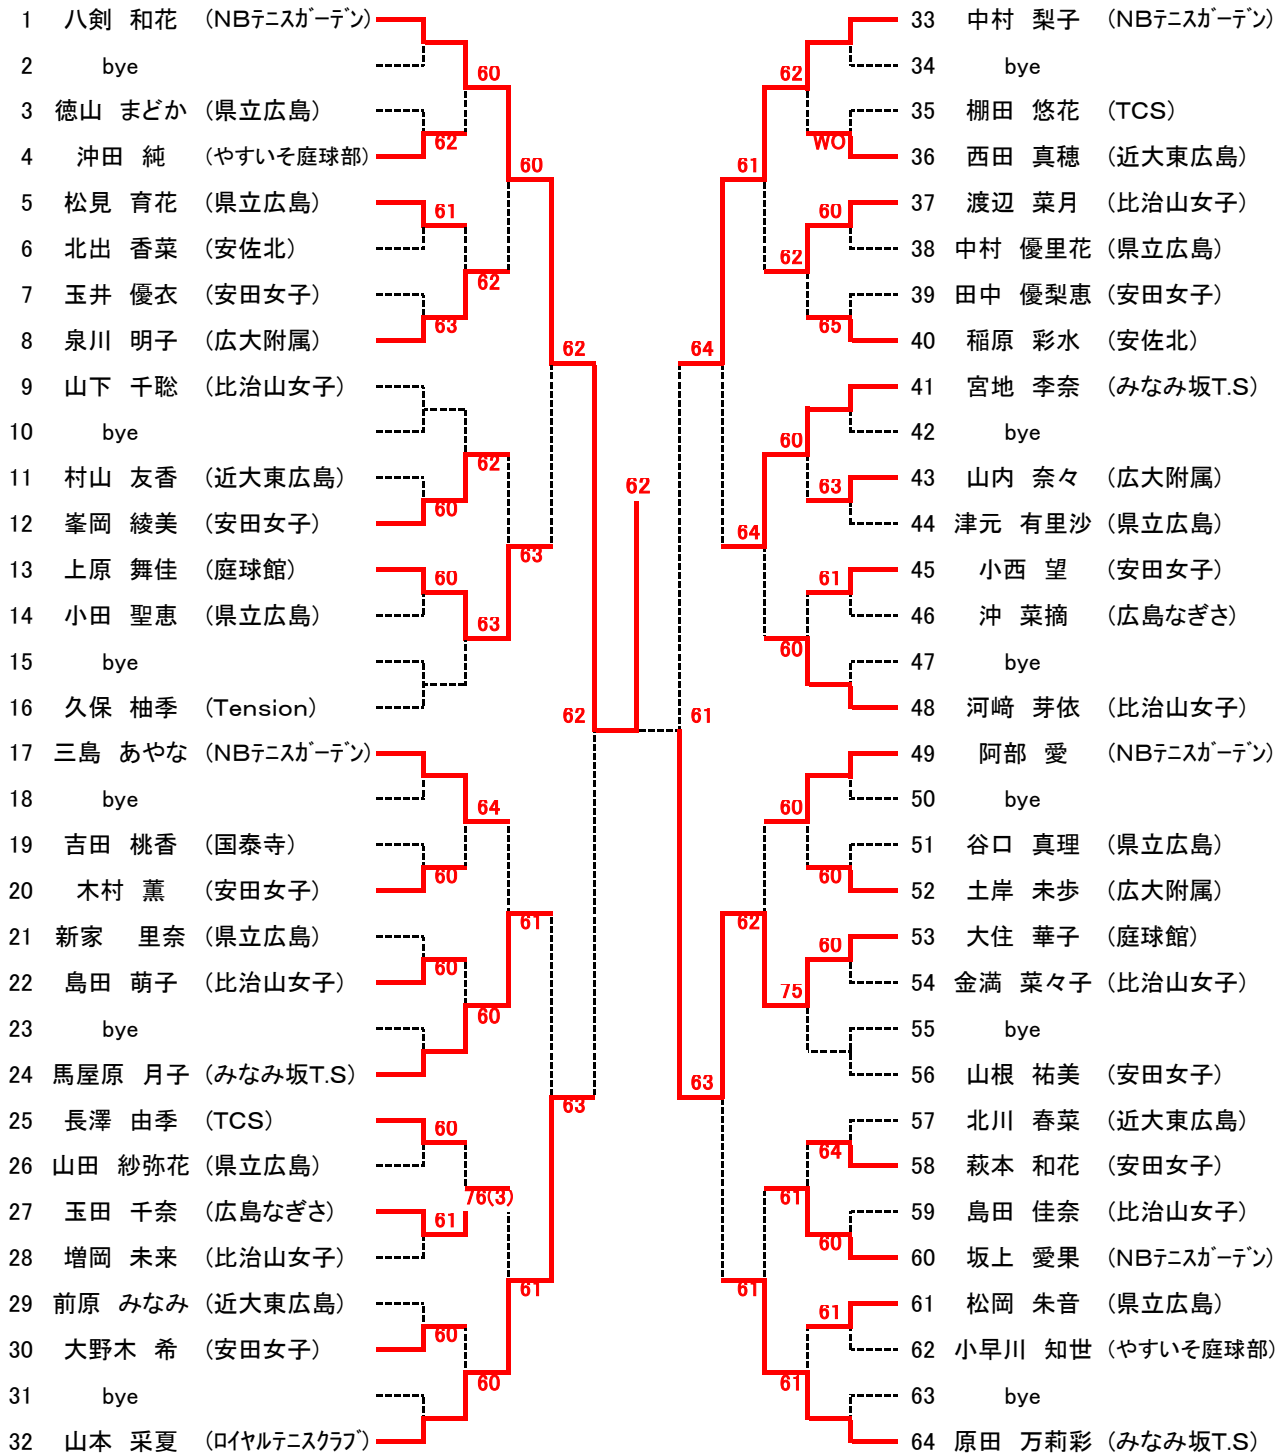 1 八剣 和花 (NBテニスガーデン)
2 bye
60
3 徳山 まどか (県立広島)
62
4 沖田 純 (やすいそ庭球部)
60
5 松見 育花 (県立広島)
61
6 北出 香菜 (安佐北)
62
7 玉井 優衣 (安田女子)
63
8 泉川 明子 (広大附属)
62
9 山下 千聡 (比治山女子)
10 bye
62
11 村山 友香 (近大東広島)
60
12 峯岡 綾美 (安田女子)
63
13 上原 舞佳 (庭球館)
60
14 小田 聖恵 (県立広島)
63
15 bye
16 久保 柚季 (Tension)
62
17 三島 あやな (NBテニスガーデン)
18 bye
64
19 吉田 桃香 (国泰寺)
60
20 木村 薫 (安田女子)
61
21 新家 里奈 (県立広島)
60
22 島田 萌子 (比治山女子)
60
23 bye
24 馬屋原 月子 (みなみ坂T.S)
63
25 長澤 由季 (TCS)
60
26 山田 紗弥花 (県立広島)
76(3)
27 玉田 千奈 (広島なぎさ)
61
28 増岡 未来 (比治山女子)
61
29 前原 みなみ (近大東広島)
60
30 大野木 希 (安田女子)
60
31 bye
32 山本 采夏 (ロイヤルテニスクラブ)
62
33 中村 梨子 (NBテニスガーデン)
34 bye
62
35 棚田 悠花 (TCS)
WO
36 西田 真穂 (近大東広島)
61
37 渡辺 菜月 (比治山女子)
60
38 中村 優里花 (県立広島)
62
39 田中 優梨恵 (安田女子)
65
40 稲原 彩水 (安佐北)
64
41 宮地 李奈 (みなみ坂T.S)
42 bye
60
43 山内 奈々 (広大附属)
63
44 津元 有里沙 (県立広島)
64
45 小西 望 (安田女子)
61
46 沖 菜摘 (広島なぎさ)
60
47 bye
48 河﨑 芽依 (比治山女子)
61
49 阿部 愛 (NBテニスガーデン)
50 bye
60
51 谷口 真理 (県立広島)
60
52 土岸 未歩 (広大附属)
62
53 大住 華子 (庭球館)
60
54 金満 菜々子 (比治山女子)
75
55 bye
56 山根 祐美 (安田女子)
63
57 北川 春菜 (近大東広島)
64
58 萩本 和花 (安田女子)
61
59 島田 佳奈 (比治山女子)
60
60 坂上 愛果 (NBテニスガーデン)
61
61 松岡 朱音 (県立広島)
61
62 小早川 知世 (やすいそ庭球部)
61
63 bye
64 原田 万莉彩 (みなみ坂T.S)